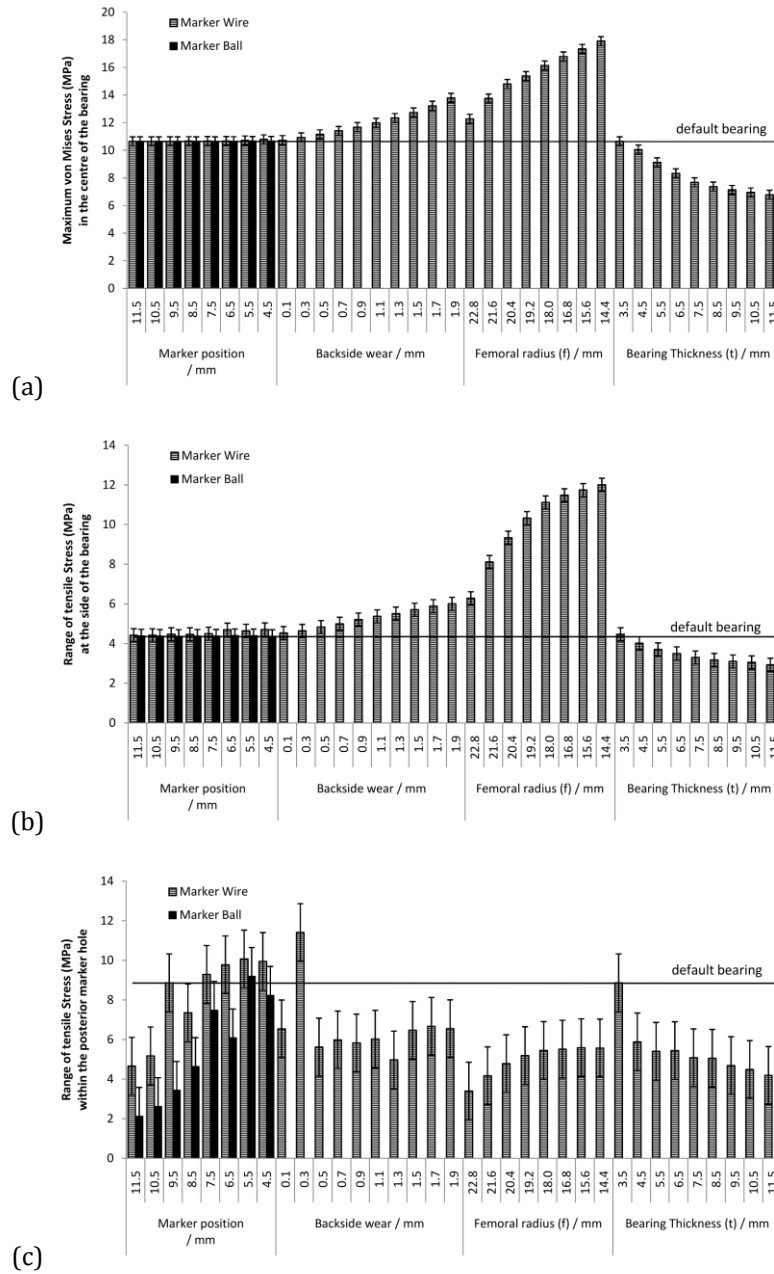 Maximum von Mises Stress (MPa)
in the centre of the bearing
18
16
14
12
10
8
6
4
2
0
Marker Wire
Marker Ball
default bearing
11.5 10.5 9.5 8.5 7.5 6.5 5.5 4.5 0.1 0.3 0.5 0.7 0.9 1.1 1.3 1.5 1.7 1.9 22.8 21.6 20.4 19.2 18.0 16.8 15.6 14.4 3.5 4.5 5.5 6.5 7.5 8.5 9.5 10.5 11.5
Marker position
/ mm
Backside wear / mm
Femoral radius (f) / mm
Bearing Thickness (t) / mm
(a)
Range of tensile Stress (MPa)
at the side of the bearing
14
12
10
8
6
4
2
0
Marker Wire
Marker Ball
default bearing
11.5 10.5 9.5 8.5 7.5 6.5 5.5 4.5 0.1 0.3 0.5 0.7 0.9 1.1 1.3 1.5 1.7 1.9 22.8 21.6 20.4 19.2 18.0 16.8 15.6 14.4 3.5 4.5 5.5 6.5 7.5 8.5 9.5 10.5 11.5
Marker position
/ mm
Backside wear / mm
Femoral radius (f) / mm
Bearing Thickness (t) / mm
(b)
Range of tensile Stress (MPa)
within the posterior marker hole
14
12
10
8
6
4
2
0
Marker Wire
Marker Ball
default bearing
11.5 10.5 9.5 8.5 7.5 6.5 5.5 4.5 0.1 0.3 0.5 0.7 0.9 1.1 1.3 1.5 1.7 1.9 22.8 21.6 20.4 19.2 18.0 16.8 15.6 14.4 3.5 4.5 5.5 6.5 7.5 8.5 9.5 10.5 11.5
Marker position
/ mm
Backside wear / mm
Femoral radius (f) / mm
Bearing Thickness (t) / mm
(c)